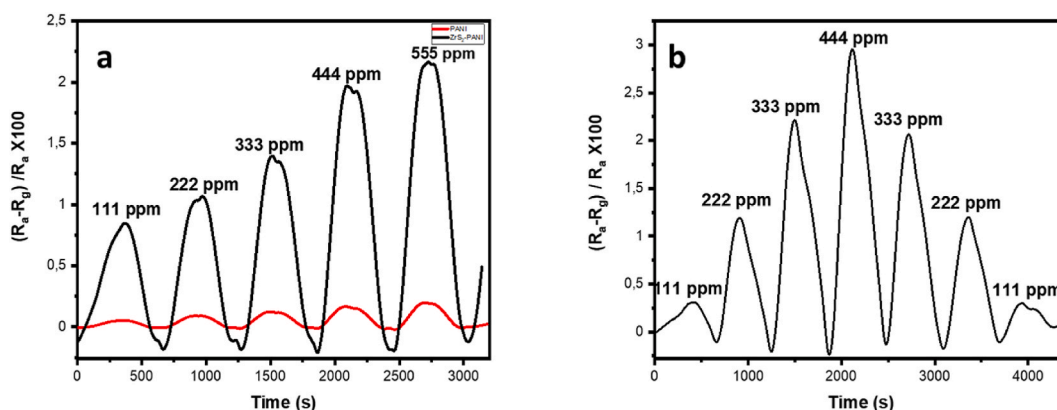 a
PANI
ZrS2-PANI
2,5
2
1,5
1
0,5
0
111 ppm
222 ppm
333 ppm
444 ppm
555 ppm
(Ra-Rg) /Ra X100
0 500 1000 1500 2000 2500 3000
Time (s)
b
3
2,5
2
1,5
1
0,5
0
111 ppm
222 ppm
333 ppm
444 ppm
333 ppm
222 ppm
111 ppm
(Ra-Rg) / Ra X100
0 1000 2000 3000 4000
Time (s)